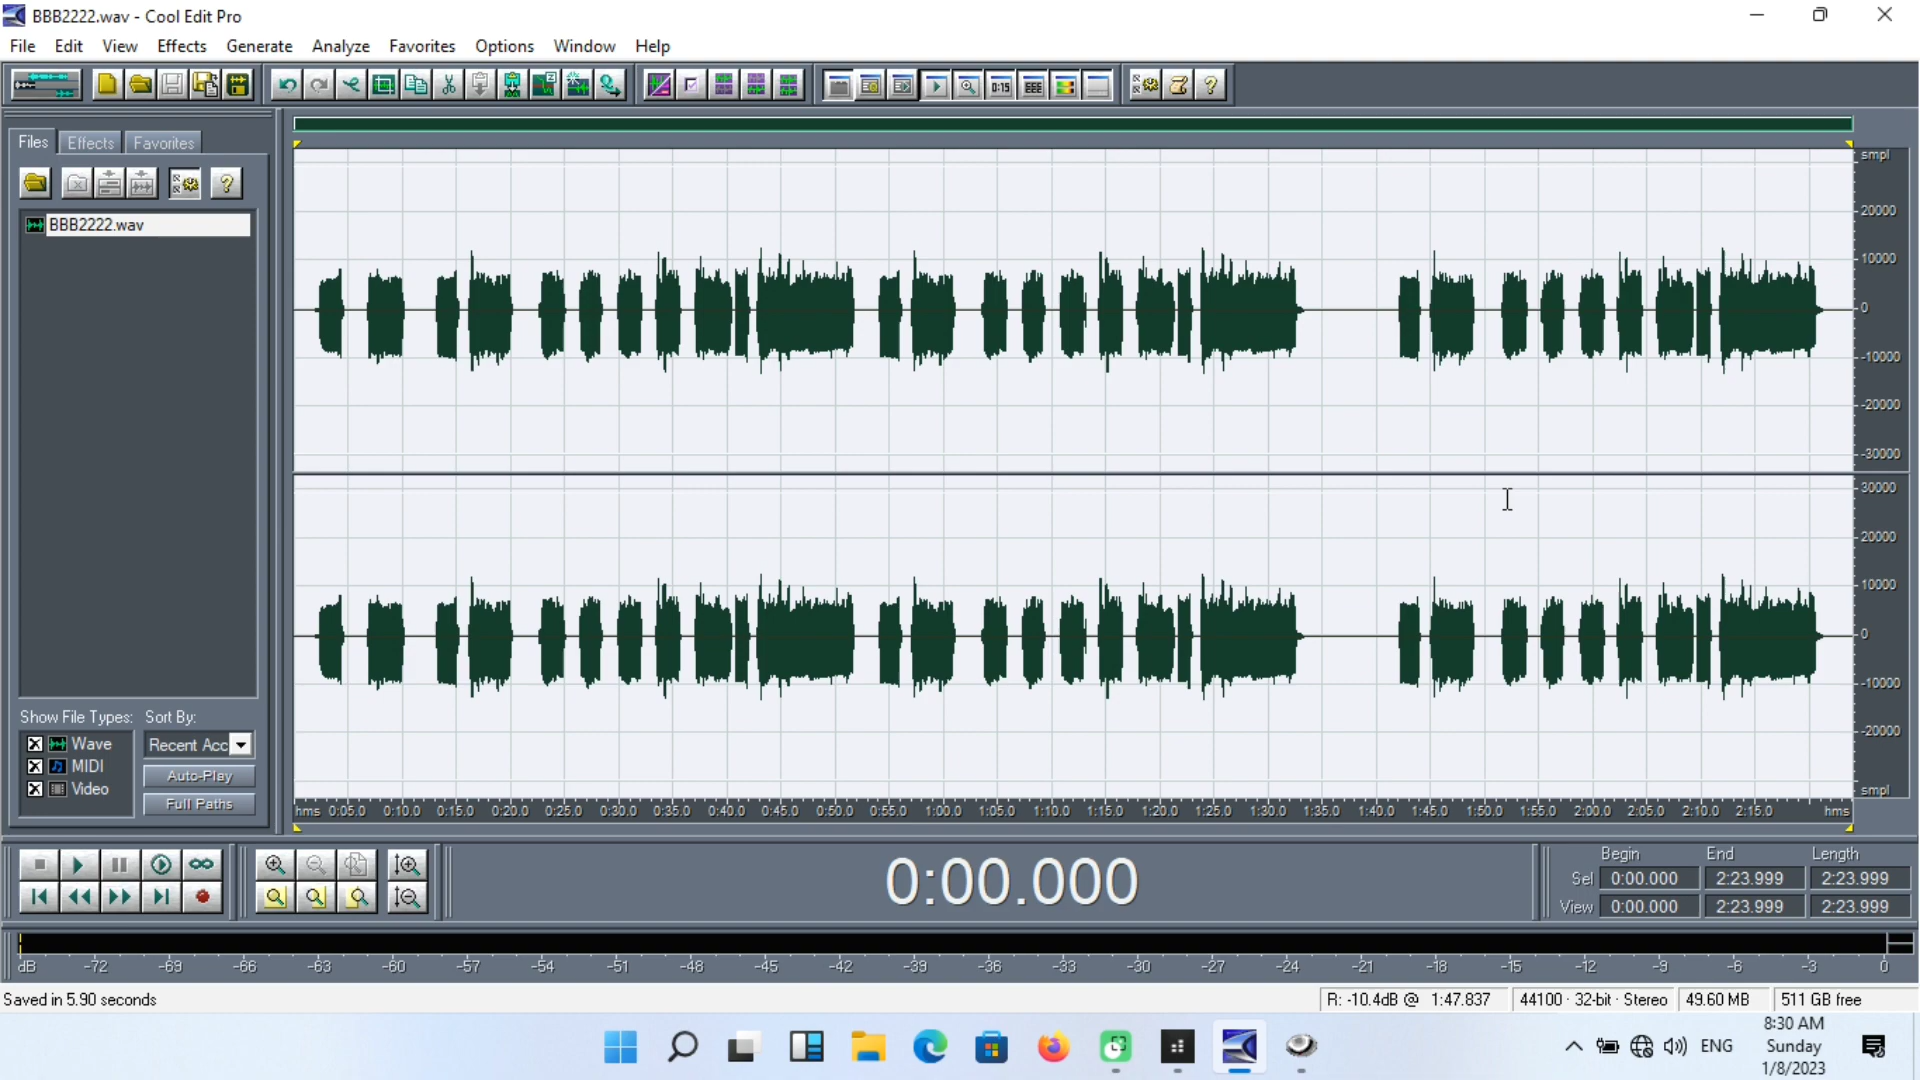 BBB2222.wav - Cool Edit Pro
File Edit View Effects Generate Analyze Favorites Options Window Help
0:15
Files Effects Favorites
BBB2222.wav
smpl
20000
10000
0
-10000
-20000
-30000
30000
20000
10000
0
-10000
-20000
smpl
Show File Types: Sort By:
Wave
MIDI
Video
Recent Acc
Auto-Play
Full Paths
hms 0:05.0 0:10.0 0:15.0 0:20.0 0:25.0 0:30.0 0:35.0 0:40.0 0:45.0 0:50.0 0:55.0 1:00.0 1:05.0 1:10.0 1:15.0 1:20.0 1:25.0 1:30.0 1:35.0 1:40.0 1:45.0 1:50.0 1:55.0 2:00.0 2:05.0 2:10.0 2:15.0 hms
0:00.000
Begin End Length
Sel 0:00.000 2:23.999 2:23.999
View 0:00.000 2:23.999 2:23.999
dB -72 -69 -66 -63 -60 -57 -54 -51 -48 -45 -42 -39 -36 -33 -30 -27 -24 -21 -18 -15 -12 -9 -6 -3 0
Saved in 5.90 seconds
R: -10.4dB @ 1:47.837 44100 · 32-bit · Stereo 49.60 MB 511 GB free
ENG
8:30 AM
Sunday
1/8/2023